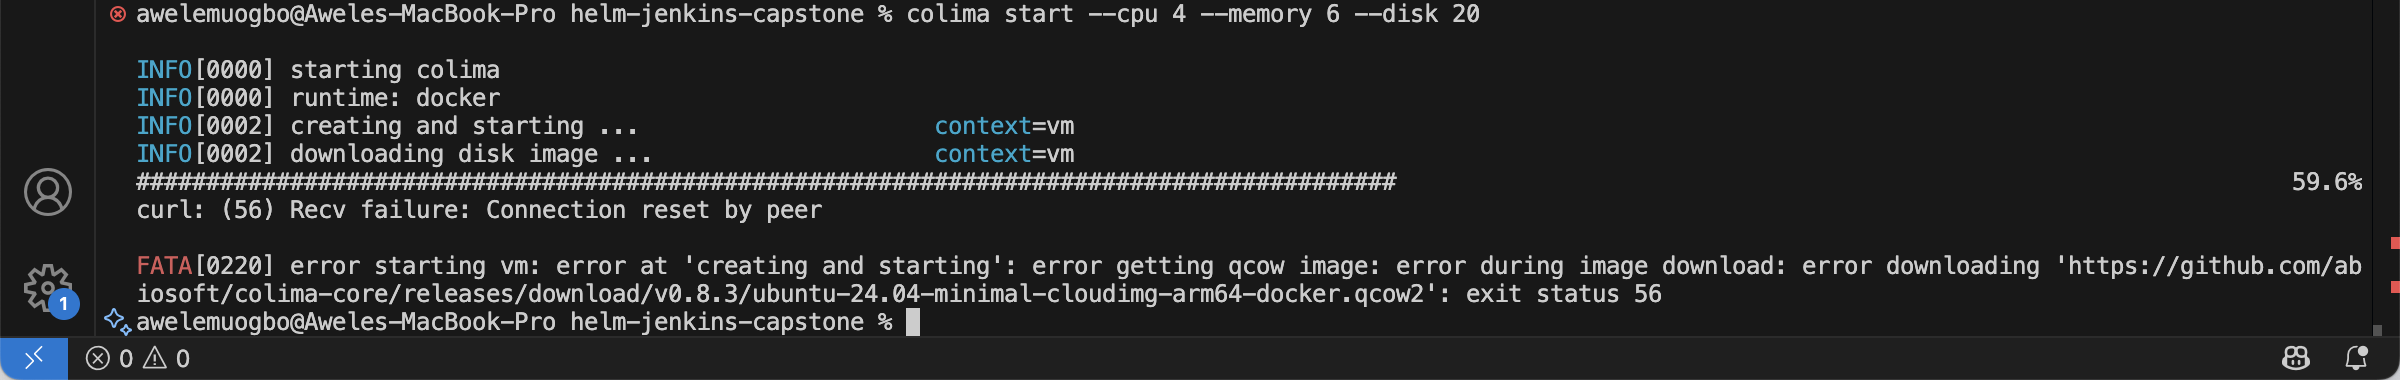 awelemuogbo@Aweles-MacBook-Pro helm-jenkins-capstone % colima start --cpu 4 --memory 6 --disk 20
INFO[0000] starting colima
INFO[0000] runtime: docker
INFO[0002] creating and starting ... context=vm
INFO[0002] downloading disk image ... context=vm
########################################################################################## 59.6%
curl: (56) Recv failure: Connection reset by peer
FATA[0220] error starting vm: error at 'creating and starting': error getting qcow image: error during image download: error downloading 'https://github.com/ab
iosoft/colima-core/releases/download/v0.8.3/ubuntu-24.04-minimal-cloudimg-arm64-docker.qcow2': exit status 56
awelemuogbo@Aweles-MacBook-Pro helm-jenkins-capstone %
1
0 0